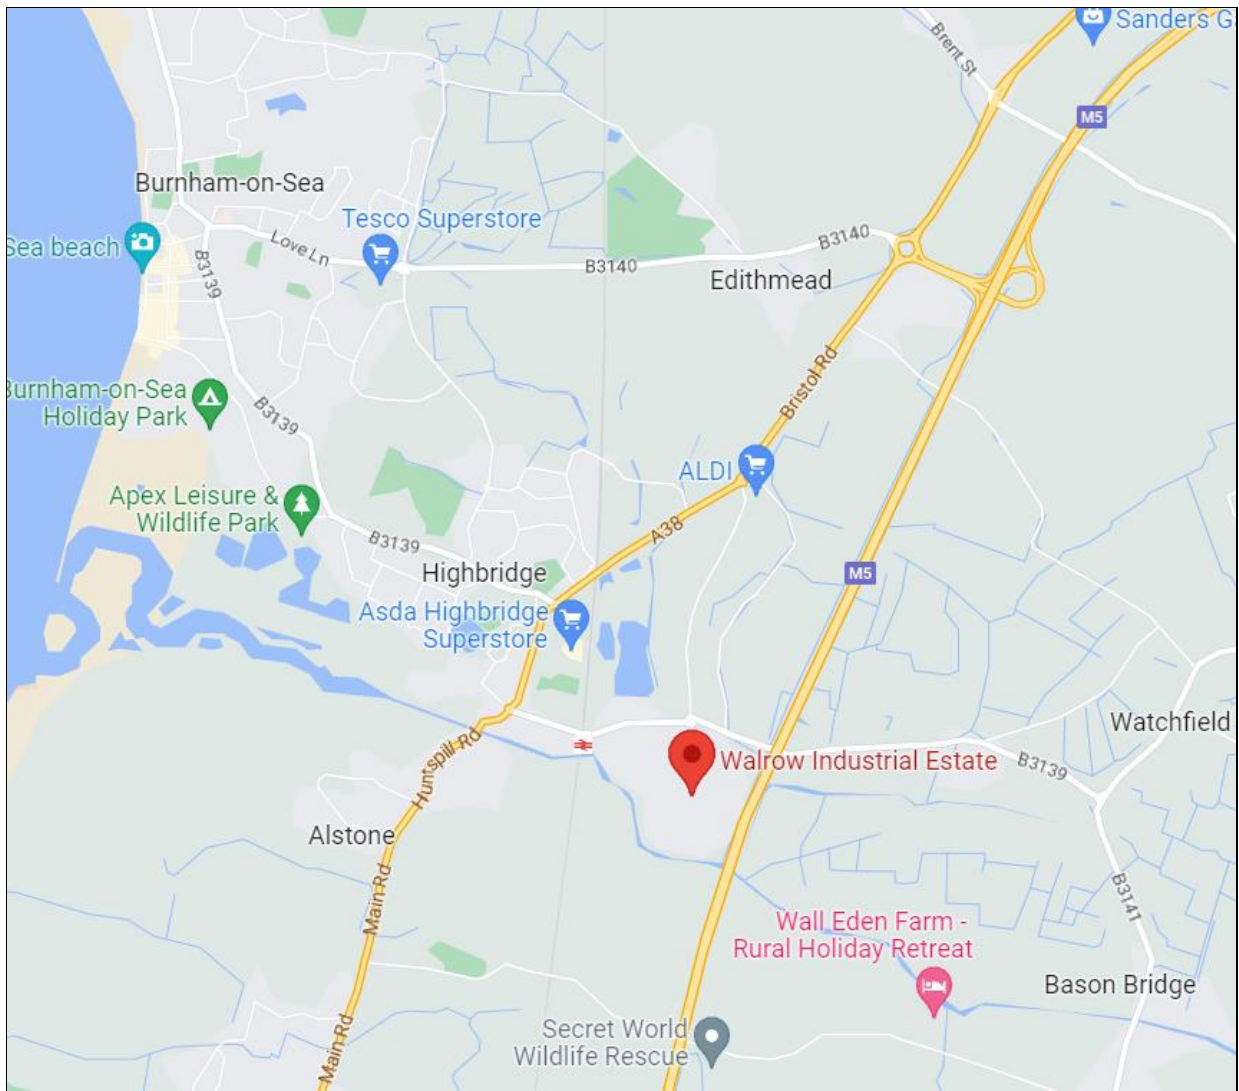 Sanders G
Brent St
M5
Burnham-on-Sea
Tesco Superstore
B3140
Love Ln
Sea beach
B3139
B3140
Edithmead
Bristol Rd
Burnham-on-Sea
Holiday Park
B3139
ALDI
Apex Leisure &
Wildlife Park
A38
B3139
Highbridge
M5
Asda Highbridge
Superstore
Watchfield
Huntspill Rd
Walrow Industrial Estate
B3139
Alstone
Main Rd
B3141
Wall Eden Farm -
Rural Holiday Retreat
Bason Bridge
Main Rd
Secret World
Wildlife Rescue